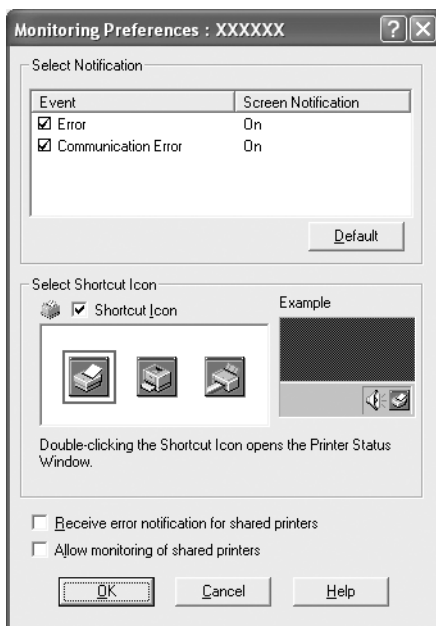 Monitoring Preferences : XXXXXX
Select Notification
Event Screen Notification
Error On
Communication Error On
Default
Select Shortcut Icon
Shortcut Icon
Example
Double-clicking the Shortcut Icon opens the Printer Status
Window.
Receive error notification for shared printers
Allow monitoring of shared printers
OK Cancel Help